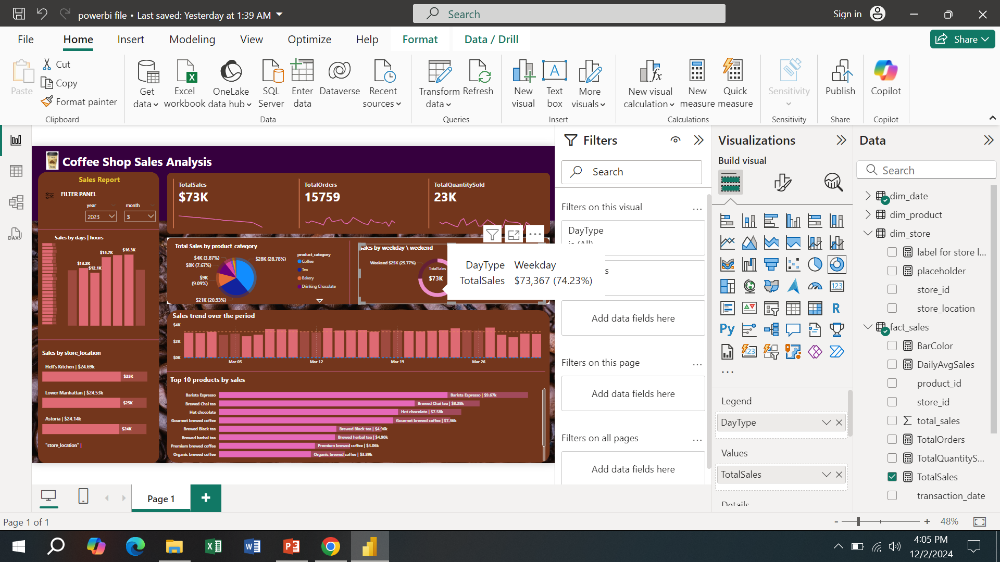 powerbi file • Last saved: Yesterday at 1:39 AM
Search
Sign in
File
Home
Insert
Modeling
View
Optimize
Help
Format
Data / Drill
Share
Paste
Cut
Copy
Format painter
Clipboard
Get data
Excel workbook
OneLake data hub
SQL Server
Enter data
Dataverse
Recent sources
Data
Transform data
Refresh
Queries
New visual
Text box
More visuals
Insert
New visual calculation
New measure
Quick measure
Calculations
Sensitivity
Sensitivity
Publish
Share
Copilot
Copilot
DAX
Coffee Shop Sales Analysis
Sales Report
FILTER PANEL
year
month
2023
3
Sales by days | hours
$13.2K
$12.1K
$15.7K
$16.3K
Sales by store_location
Hell's Kitchen | $24.69k
$25K
Lower Manhattan | $24.53k
$25K
Astoria | $24.14k
$24K
"store_location" |
TotalSales
$73K
TotalOrders
15759
TotalQuantitySold
23K
Total Sales by product_category
$4K (3.87%)
$8K (7.67%)
$9K
(9.09%)
$21K (20.93%)
$28K (28.78%)
product_category
Coffee
Tea
Bakery
Drinking Chocolate
sales by weekday \ weekend
Weekend $25K (25.77%)
TotalSales
$73K
DayType Weekday
TotalSales $73,367 (74.23%)
Sales trend over the period
$4K
$2K
$0K
Mar 05
Mar 12
Mar 19
Mar 26
Top 10 products by sales
Barista Espresso
Barista Espresso | $9.67k
Brewed Chai tea
Brewed Chai tea | $8.28k
Hot chocolate
Hot chocolate | $7.58k
Gourmet brewed coffee
Gourmet brewed coffee | $7.36k
Brewed Black tea
Brewed Black tea | $4.96k
Brewed herbal tea
Brewed herbal tea | $4.90k
Premium brewed coffee
Premium brewed coffee | $4.06k
Organic brewed coffee
Organic brewed coffee | $3.89k
Filters
Search
Filters on this visual
...
DayType
is (All)
s
Add data fields here
Filters on this page
...
Add data fields here
Filters on all pages
...
Add data fields here
Visualizations
Build visual
123
R
Py
123
...
Legend
DayType
Values
TotalSales
Details
Data
Search
dim_date
dim_product
dim_store
label for store l...
placeholder
store_id
store_location
fact_sales
BarColor
DailyAvgSales
product_id
store_id
total_sales
TotalOrders
TotalQuantityS...
TotalSales
transaction_date
Page 1
Page 1 of 1
- + 48%
4:05 PM
12/2/2024